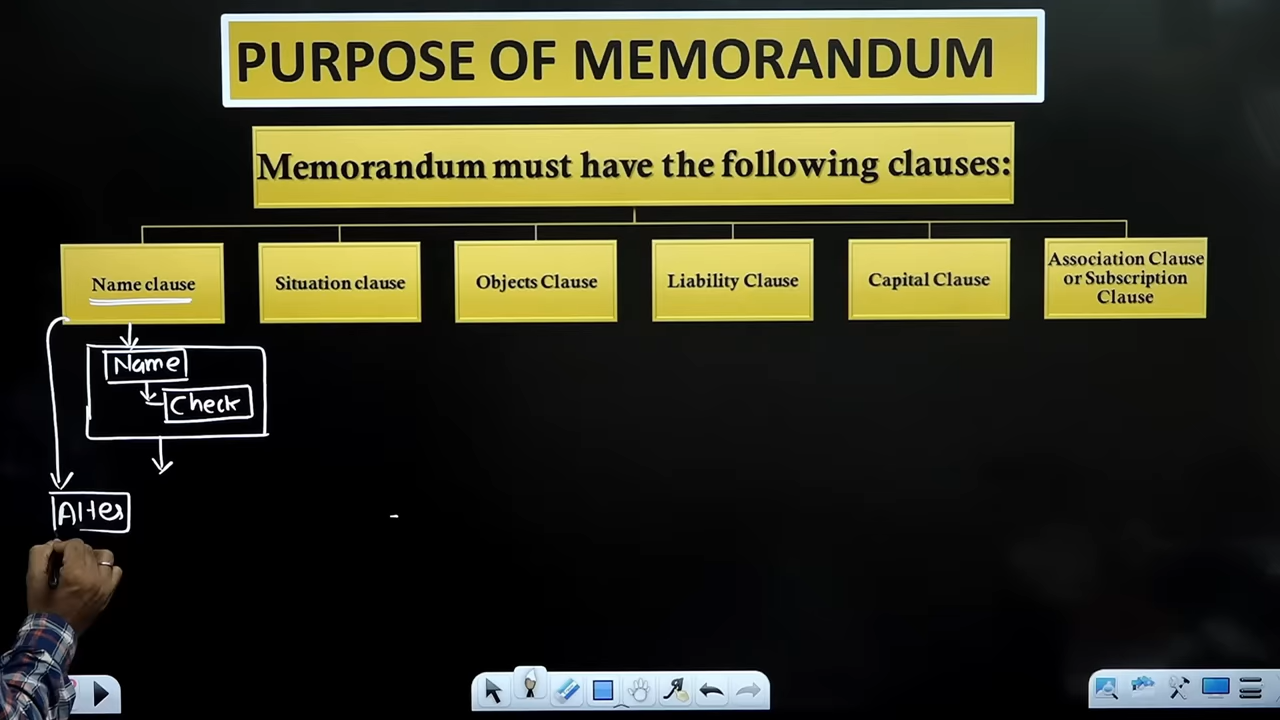 PURPOSE OF MEMORANDUM
Memorandum must have the following clauses:
Name clause
Situation clause
Objects Clause
Liability Clause
Capital Clause
Association Clause
or Subscription
Clause
Name
Check
Alter